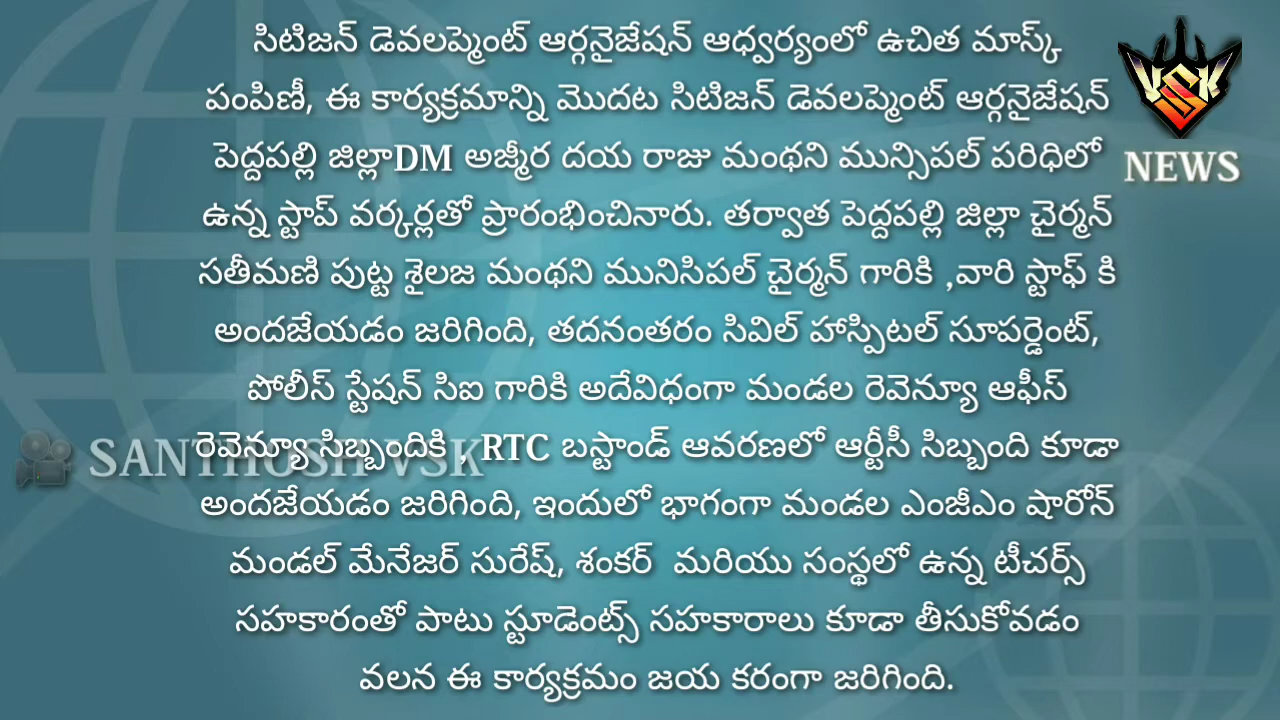 సిటిజన్ డెవలప్మెంట్ ఆర్గనైజేషన్ ఆధ్వర్యంలో ఉచిత మాస్క్
పంపిణీ, ఈ కార్యక్రమాన్ని మొదట సిటిజన్ డెవలప్మెంట్ ఆర్గనైజేషన్
పెద్దపల్లి జిల్లాDM అజ్మీర దయ రాజు మంథని మున్సిపల్ పరిధిలో
ఉన్న స్టాప్ వర్కర్లతో ప్రారంభించినారు. తర్వాత పెద్దపల్లి జిల్లా చైర్మన్
సతీమణి పుట్ట శైలజ మంథని మునిసిపల్ చైర్మన్ గారికి ,వారి స్టాఫ్ కి
అందజేయడం జరిగింది, తదనంతరం సివిల్ హాస్పిటల్ సూపర్డెంట్,
పోలీస్ స్టేషన్ సిఐ గారికి అదేవిధంగా మండల రెవెన్యూ ఆఫీస్
రెవెన్యూసిబ్బందికి , RTC బస్టాండ్ ఆవరణలో ఆర్టీసీ సిబ్బంది కూడా
అందజేయడం జరిగింది, ఇందులో భాగంగా మండల ఎంజీఎం షారోన్
మండల్ మేనేజర్ సురేష్, శంకర్ మరియు సంస్థలో ఉన్న టీచర్స్
సహకారంతో పాటు స్టూడెంట్స్ సహకారాలు కూడా తీసుకోవడం
వలన ఈ కార్యక్రమం జయ కరంగా జరిగింది.
VSK
NEWS
SANTHOSH VSK